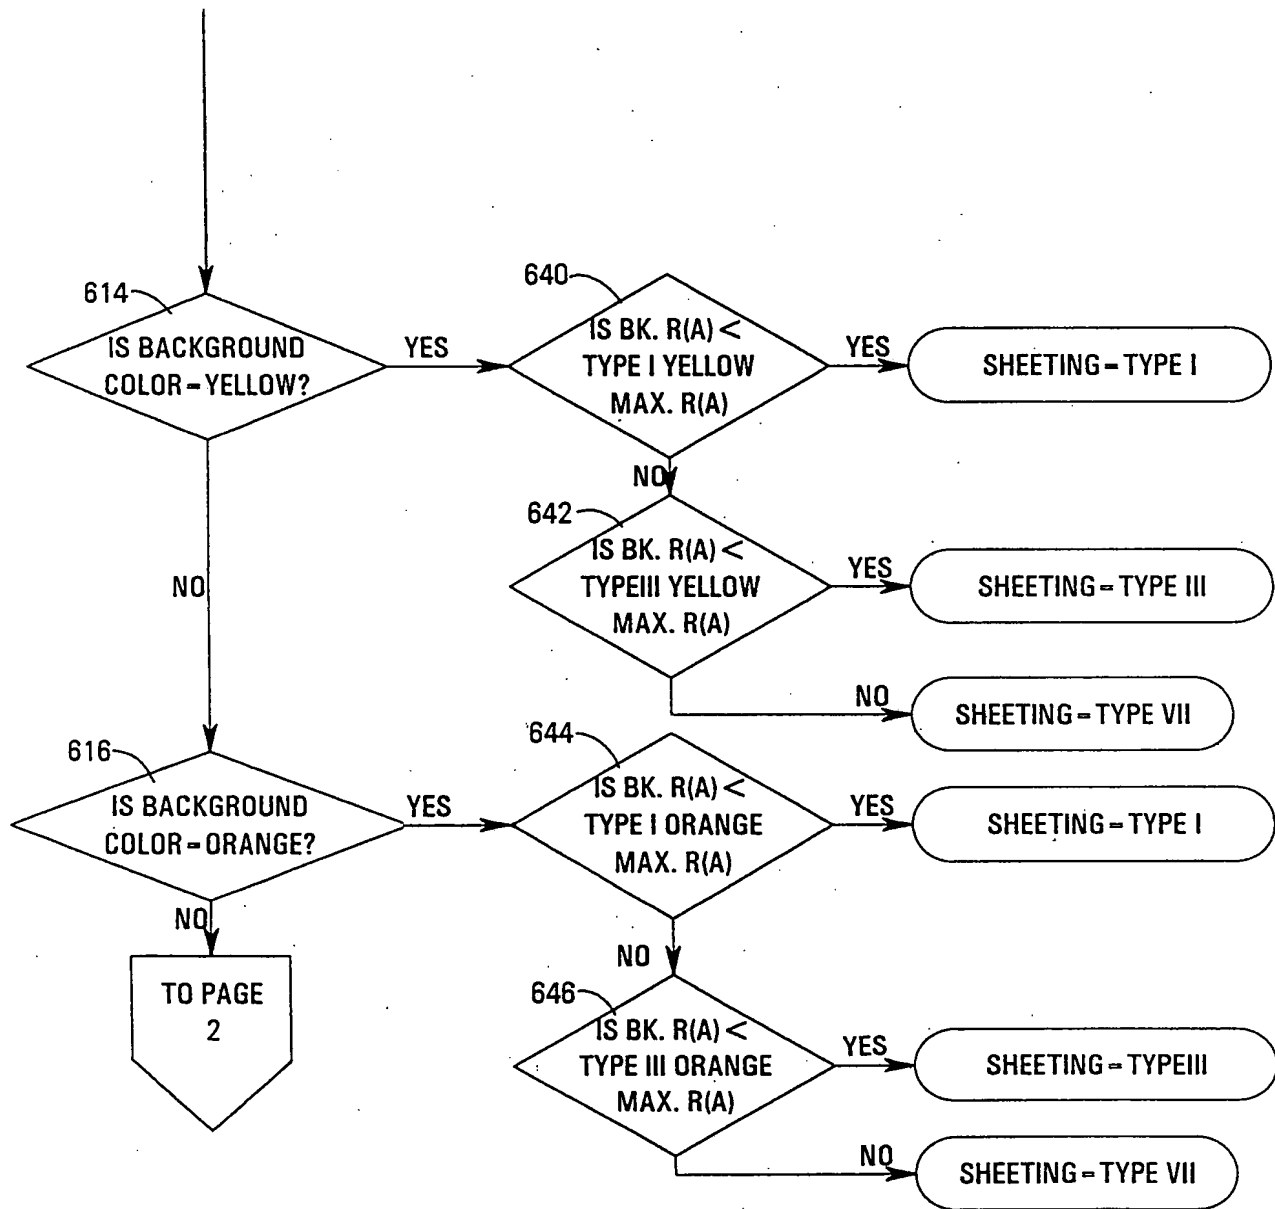 614
IS BACKGROUND
COLOR=YELLOW?
YES
640
IS BK. R(A) <
TYPE I YELLOW
MAX. R(A)
YES
SHEETING=TYPE I
NO
642
IS BK. R(A) <
TYPEIII YELLOW
MAX. R(A)
YES
SHEETING=TYPE III
NO
SHEETING=TYPE VII
NO
616
IS BACKGROUND
COLOR=ORANGE?
YES
644
IS BK. R(A) <
TYPE I ORANGE
MAX. R(A)
YES
SHEETING=TYPE I
NO
646
IS BK. R(A) <
TYPE III ORANGE
MAX. R(A)
YES
SHEETING=TYPEIII
NO
SHEETING=TYPE VII
NO
TO PAGE
2